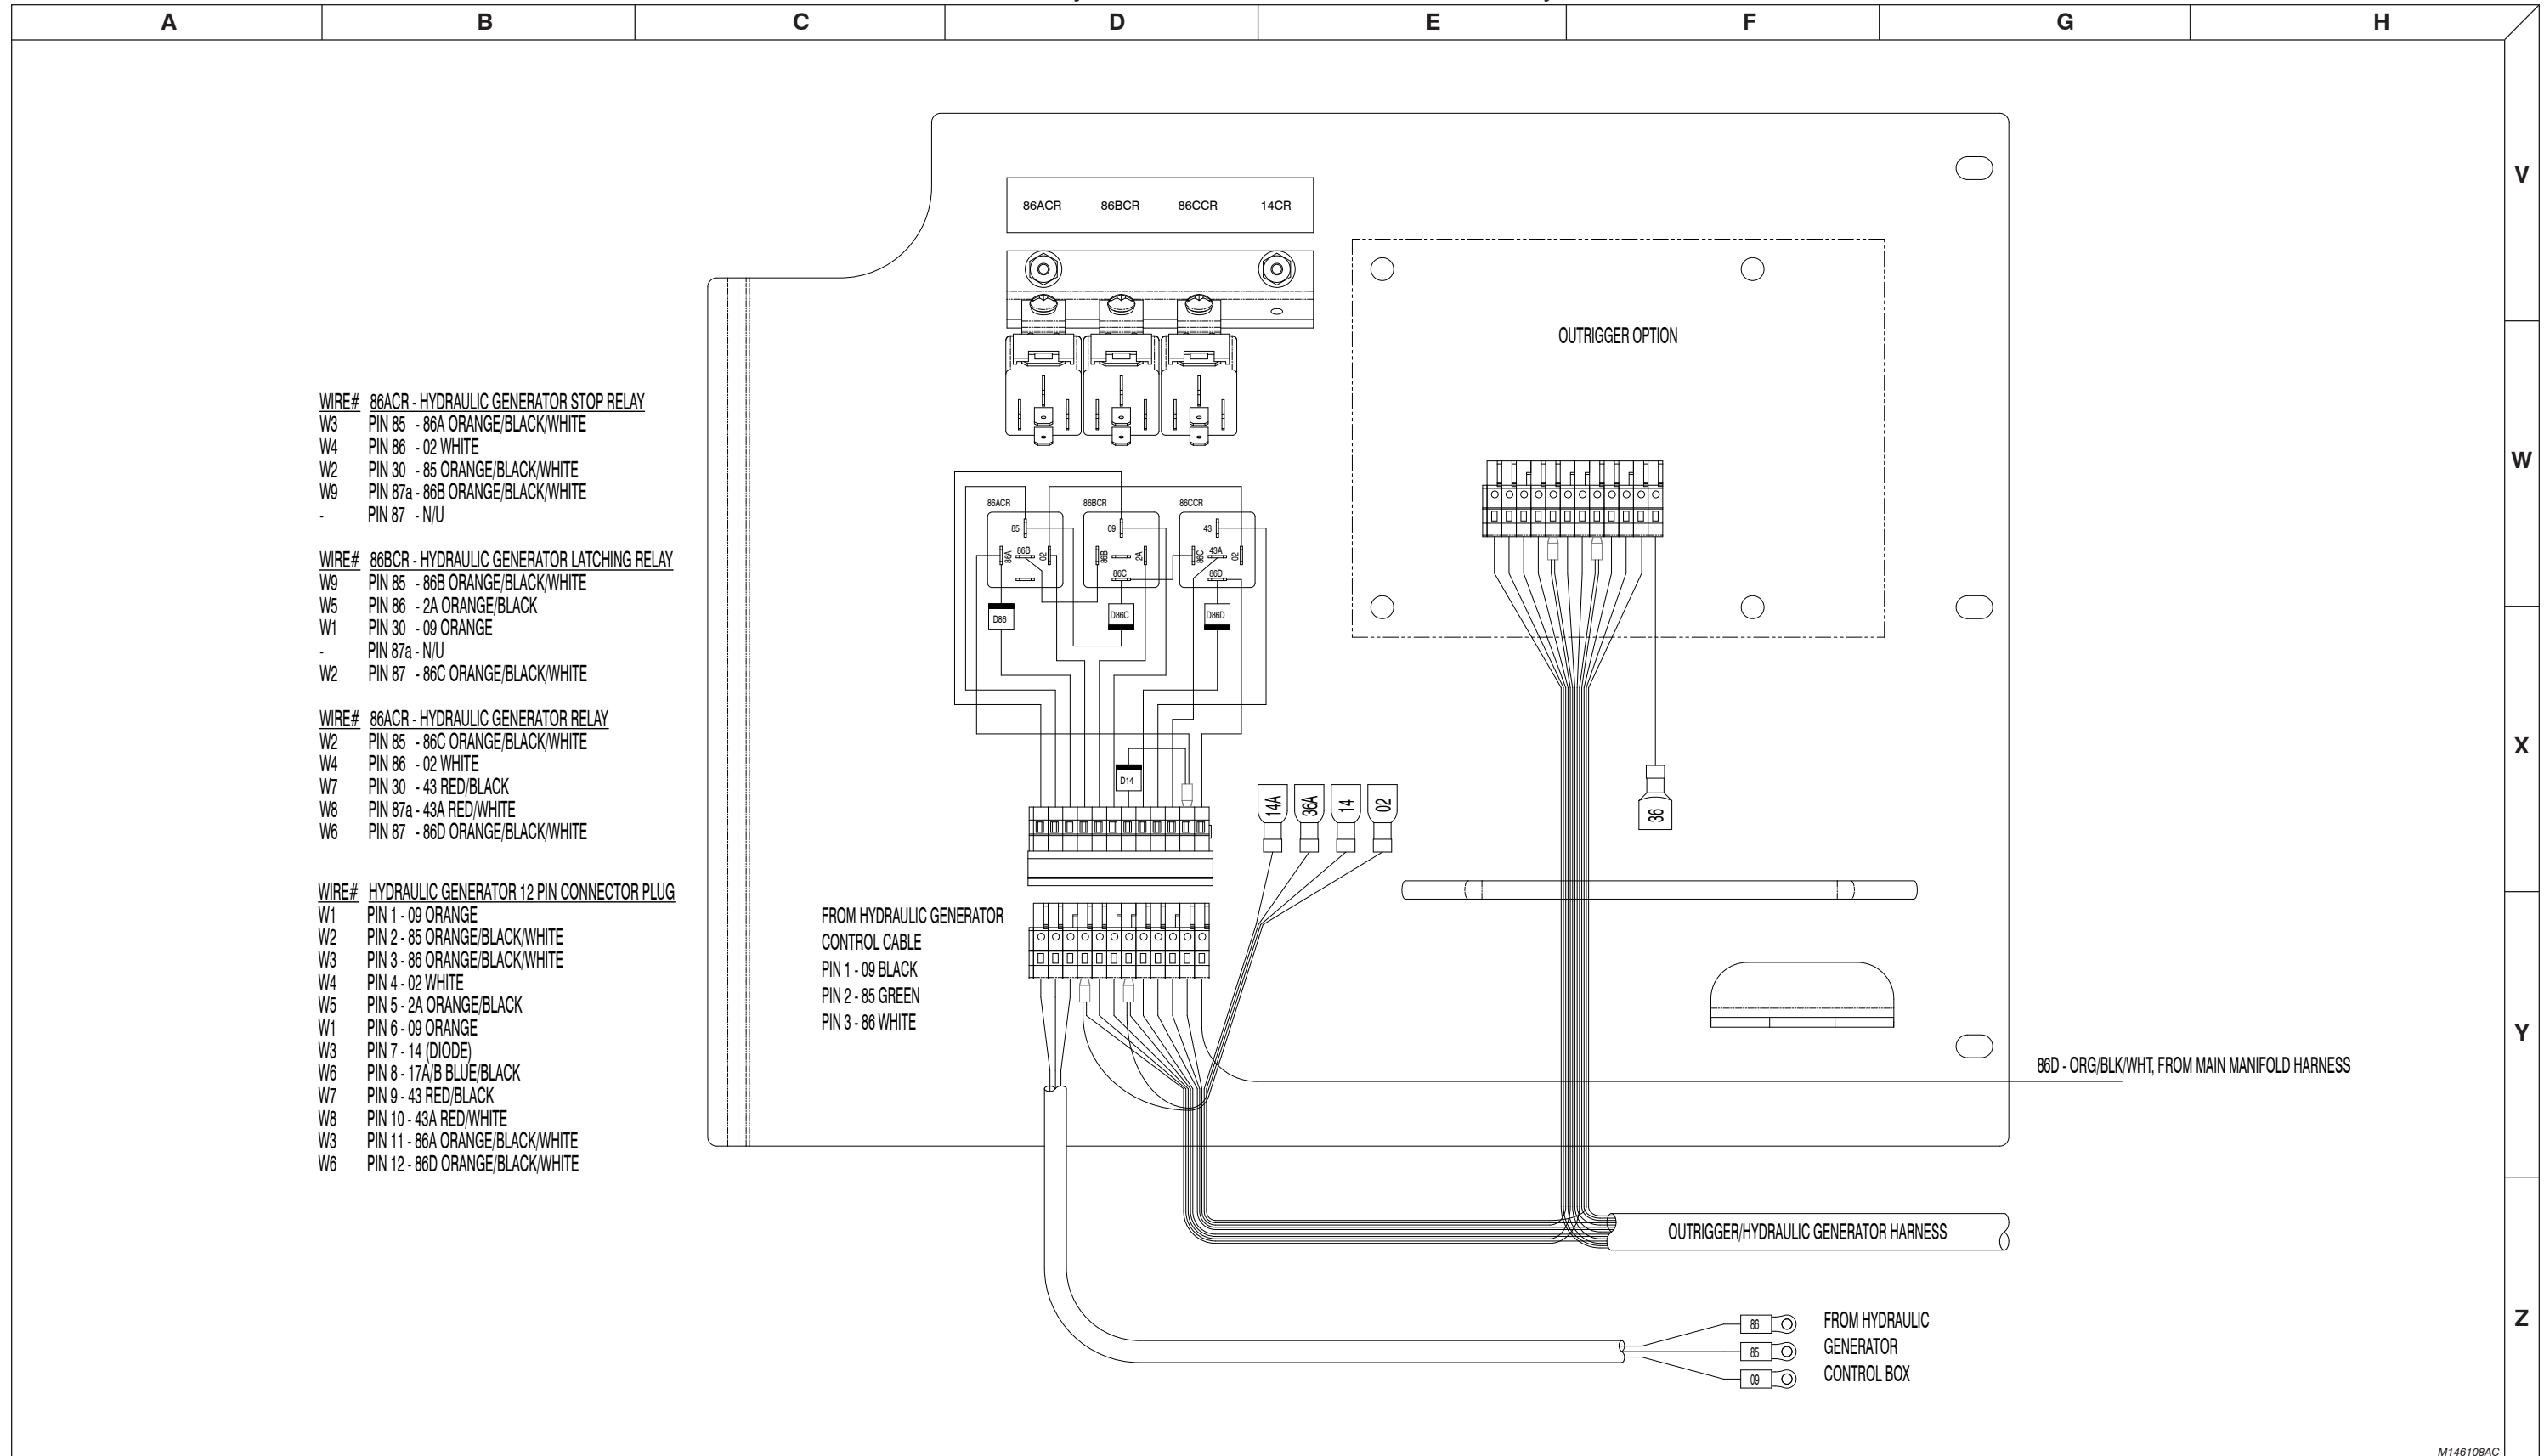 A B C D E F G H
V
W
X
Y
Z
86ACR 86BCR 86CCR 14CR
OUTRIGGER OPTION
WIRE# 86ACR - HYDRAULIC GENERATOR STOP RELAY
W3 PIN 85 - 86A ORANGE/BLACK/WHITE
W4 PIN 86 - 02 WHITE
W2 PIN 30 - 85 ORANGE/BLACK/WHITE
W9 PIN 87a - 86B ORANGE/BLACK/WHITE
- PIN 87 - N/U
WIRE# 86BCR - HYDRAULIC GENERATOR LATCHING RELAY
W9 PIN 85 - 86B ORANGE/BLACK/WHITE
W5 PIN 86 - 2A ORANGE/BLACK
W1 PIN 30 - 09 ORANGE
- PIN 87a - N/U
W2 PIN 87 - 86C ORANGE/BLACK/WHITE
WIRE# 86ACR - HYDRAULIC GENERATOR RELAY
W2 PIN 85 - 86C ORANGE/BLACK/WHITE
W4 PIN 86 - 02 WHITE
W7 PIN 30 - 43 RED/BLACK
W8 PIN 87a - 43A RED/WHITE
W6 PIN 87 - 86D ORANGE/BLACK/WHITE
WIRE# HYDRAULIC GENERATOR 12 PIN CONNECTOR PLUG
W1 PIN 1 - 09 ORANGE
W2 PIN 2 - 85 ORANGE/BLACK/WHITE
W3 PIN 3 - 86 ORANGE/BLACK/WHITE
W4 PIN 4 - 02 WHITE
W5 PIN 5 - 2A ORANGE/BLACK
W1 PIN 6 - 09 ORANGE
W3 PIN 7 - 14 (DIODE)
W6 PIN 8 - 17A/B BLUE/BLACK
W7 PIN 9 - 43 RED/BLACK
W8 PIN 10 - 43A RED/WHITE
W3 PIN 11 - 86A ORANGE/BLACK/WHITE
W6 PIN 12 - 86D ORANGE/BLACK/WHITE
86ACR 86BCR 86CCR
85 09 43
86A 86B 02 86B 2A 86C 43A 02
86C 86D
D86 D86C D86D
D14
14A 36A 14 02
36
FROM HYDRAULIC GENERATOR
CONTROL CABLE
PIN 1 - 09 BLACK
PIN 2 - 85 GREEN
PIN 3 - 86 WHITE
86D - ORG/BLK/WHT, FROM MAIN MANIFOLD HARNESS
OUTRIGGER/HYDRAULIC GENERATOR HARNESS
86 FROM HYDRAULIC
85 GENERATOR
09 CONTROL BOX
M146108AC